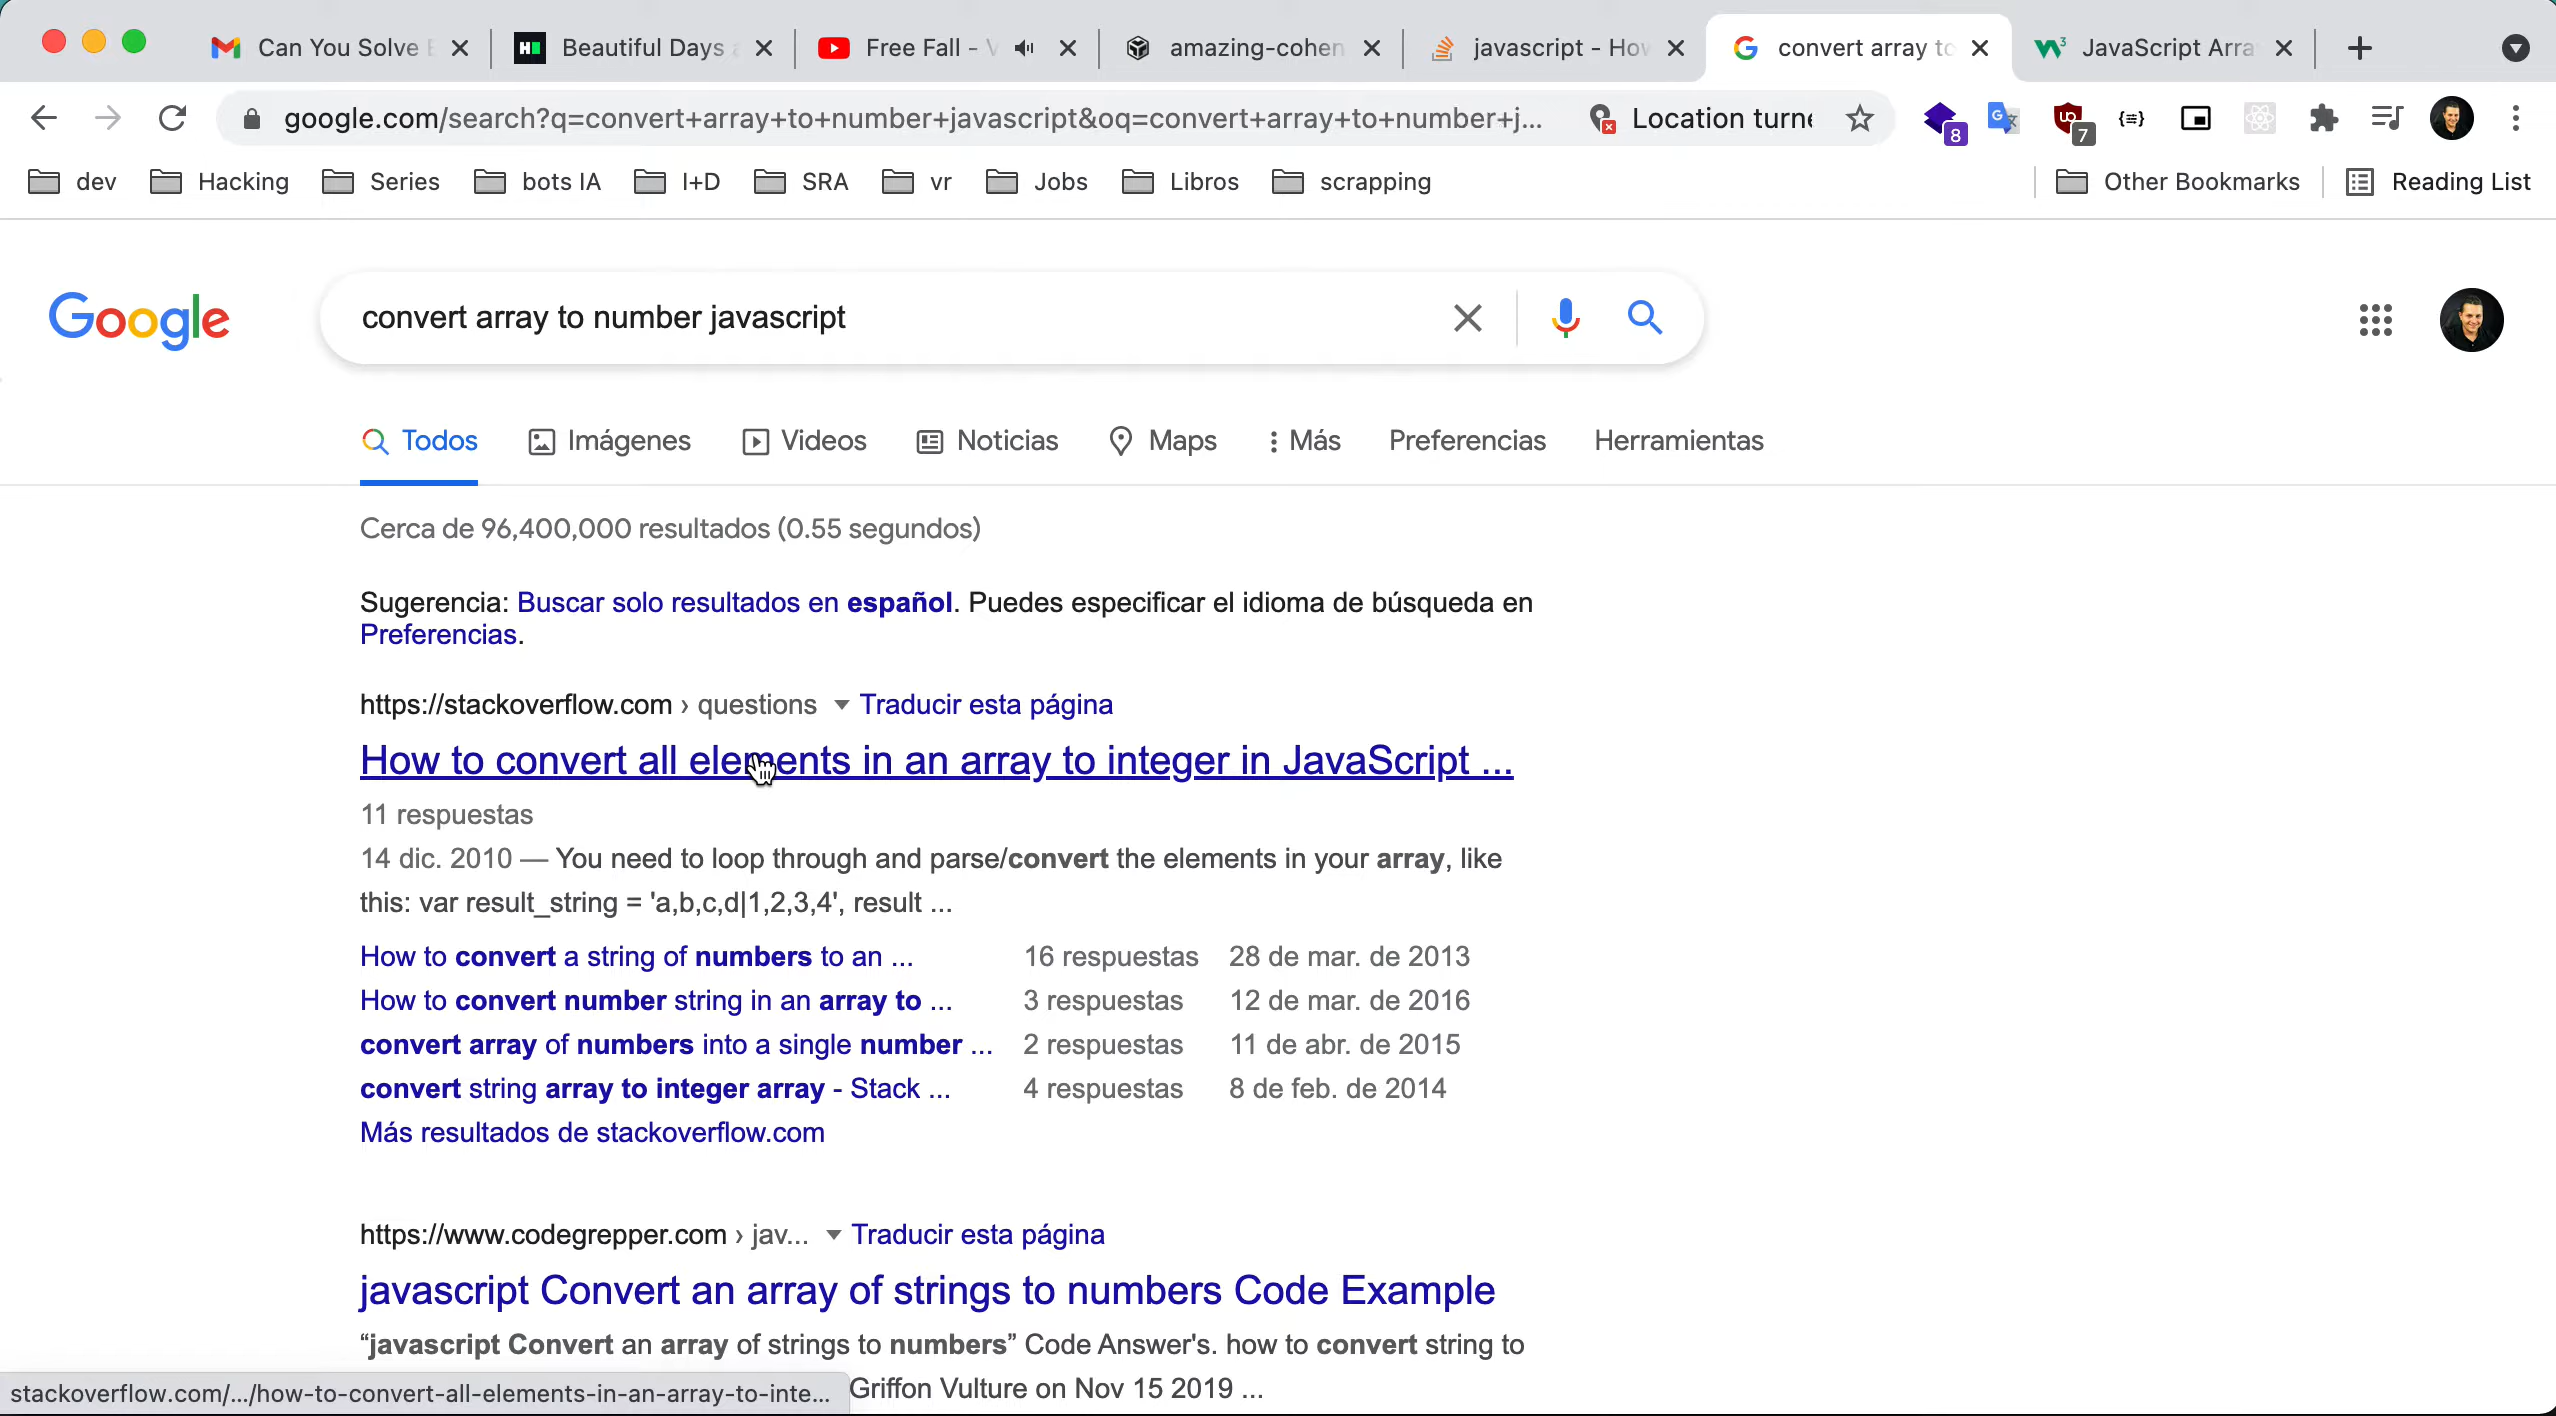 Can You Solve
Beautiful Days
Free Fall -
amazing-cohen
javascript - How
convert array to
JavaScript Arra
google.com/search?q=convert+array+to+number+javascript&oq=convert+array+to+number+j...
Location turne
8
7
dev
Hacking
Series
bots IA
I+D
SRA
vr
Jobs
Libros
scrapping
Other Bookmarks
Reading List
Google
convert array to number javascript
Todos
Imágenes
Videos
Noticias
Maps
Más
Preferencias
Herramientas
Cerca de 96,400,000 resultados (0.55 segundos)
Sugerencia: Buscar solo resultados en español. Puedes especificar el idioma de búsqueda en
Preferencias.
https://stackoverflow.com › questions Traducir esta página
How to convert all elements in an array to integer in JavaScript ...
11 respuestas
14 dic. 2010 — You need to loop through and parse/convert the elements in your array, like
this: var result_string = 'a,b,c,d|1,2,3,4', result ...
How to convert a string of numbers to an ... 16 respuestas 28 de mar. de 2013
How to convert number string in an array to ... 3 respuestas 12 de mar. de 2016
convert array of numbers into a single number ... 2 respuestas 11 de abr. de 2015
convert string array to integer array - Stack ... 4 respuestas 8 de feb. de 2014
Más resultados de stackoverflow.com
https://www.codegrepper.com › jav... Traducir esta página
javascript Convert an array of strings to numbers Code Example
“javascript Convert an array of strings to numbers” Code Answer's. how to convert string to
Griffon Vulture on Nov 15 2019 ...
stackoverflow.com/.../how-to-convert-all-elements-in-an-array-to-inte...